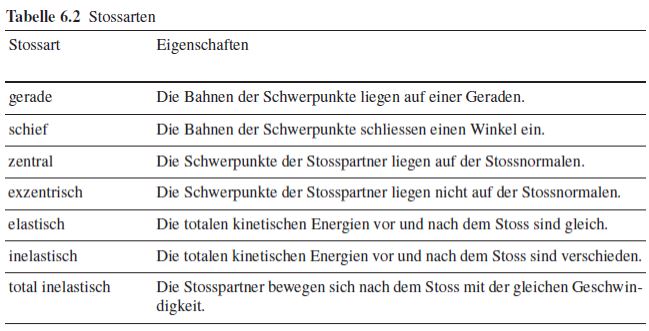 Tabelle 6.2 Stossarten
Stossart Eigenschaften
gerade Die Bahnen der Schwerpunkte liegen auf einer Geraden.
schief Die Bahnen der Schwerpunkte schliessen einen Winkel ein.
zentral Die Schwerpunkte der Stosspartner liegen auf der Stossnormalen.
exzentrisch Die Schwerpunkte der Stosspartner liegen nicht auf der Stossnormalen.
elastisch Die totalen kinetischen Energien vor und nach dem Stoss sind gleich.
inelastisch Die totalen kinetischen Energien vor und nach dem Stoss sind verschieden.
total inelastisch Die Stosspartner bewegen sich nach dem Stoss mit der gleichen Geschwin-
digkeit.